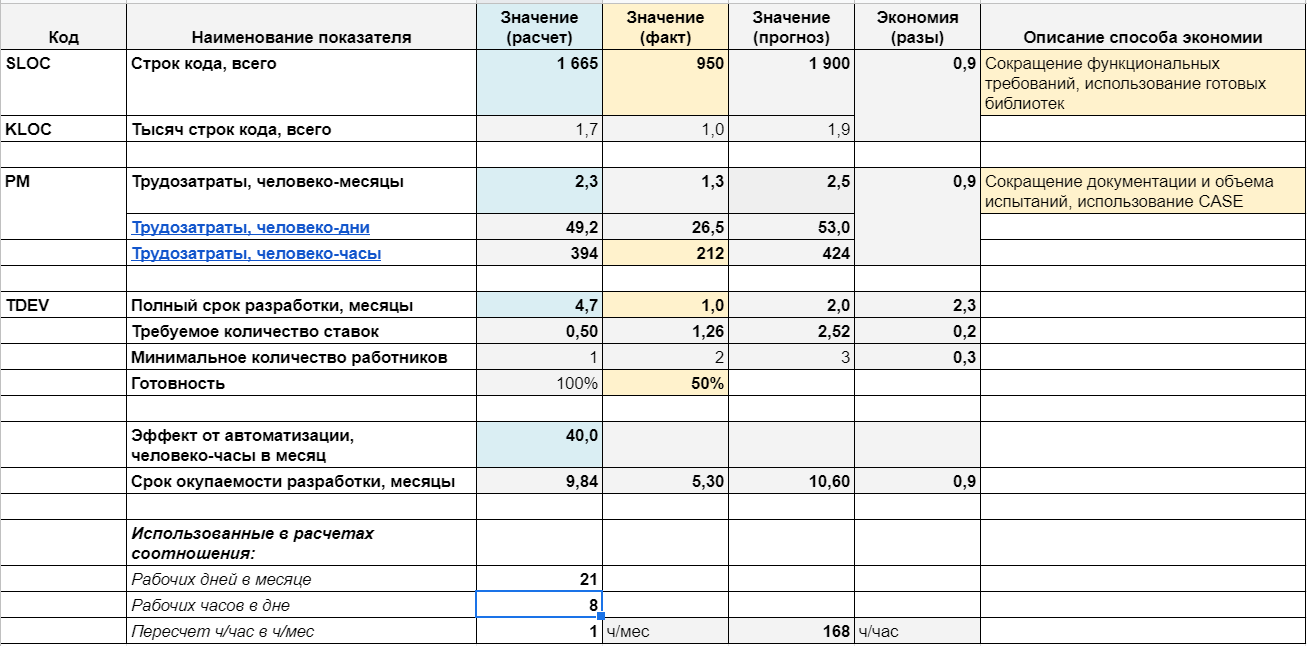 Код Наименование показателя Значение (расчет) Значение (факт) Значение (прогноз) Экономия (разы) Описание способа экономии
SLOC Строк кода, всего 1 665 950 1 900 0,9 Сокращение функциональных
требований, использование готовых
библиотек
KLOC Тысяч строк кода, всего 1,7 1,0 1,9
PM Трудозатраты, человеко-месяцы 2,3 1,3 2,5 0,9 Сокращение документации и объема
испытаний, использование CASE
Трудозатраты, человеко-дни 49,2 26,5 53,0
Трудозатраты, человеко-часы 394 212 424
TDEV Полный срок разработки, месяцы 4,7 1,0 2,0 2,3
Требуемое количество ставок 0,50 1,26 2,52 0,2
Минимальное количество работников 1 2 3 0,3
Готовность 100% 50%
Эффект от автоматизации, 40,0
человеко-часы в месяц
Срок окупаемости разработки, месяцы 9,84 5,30 10,60 0,9
Использованные в расчетах
соотношения:
Рабочих дней в месяце 21
Рабочих часов в дне 8
Пересчет ч/час в ч/мес 1 ч/мес 168 ч/час